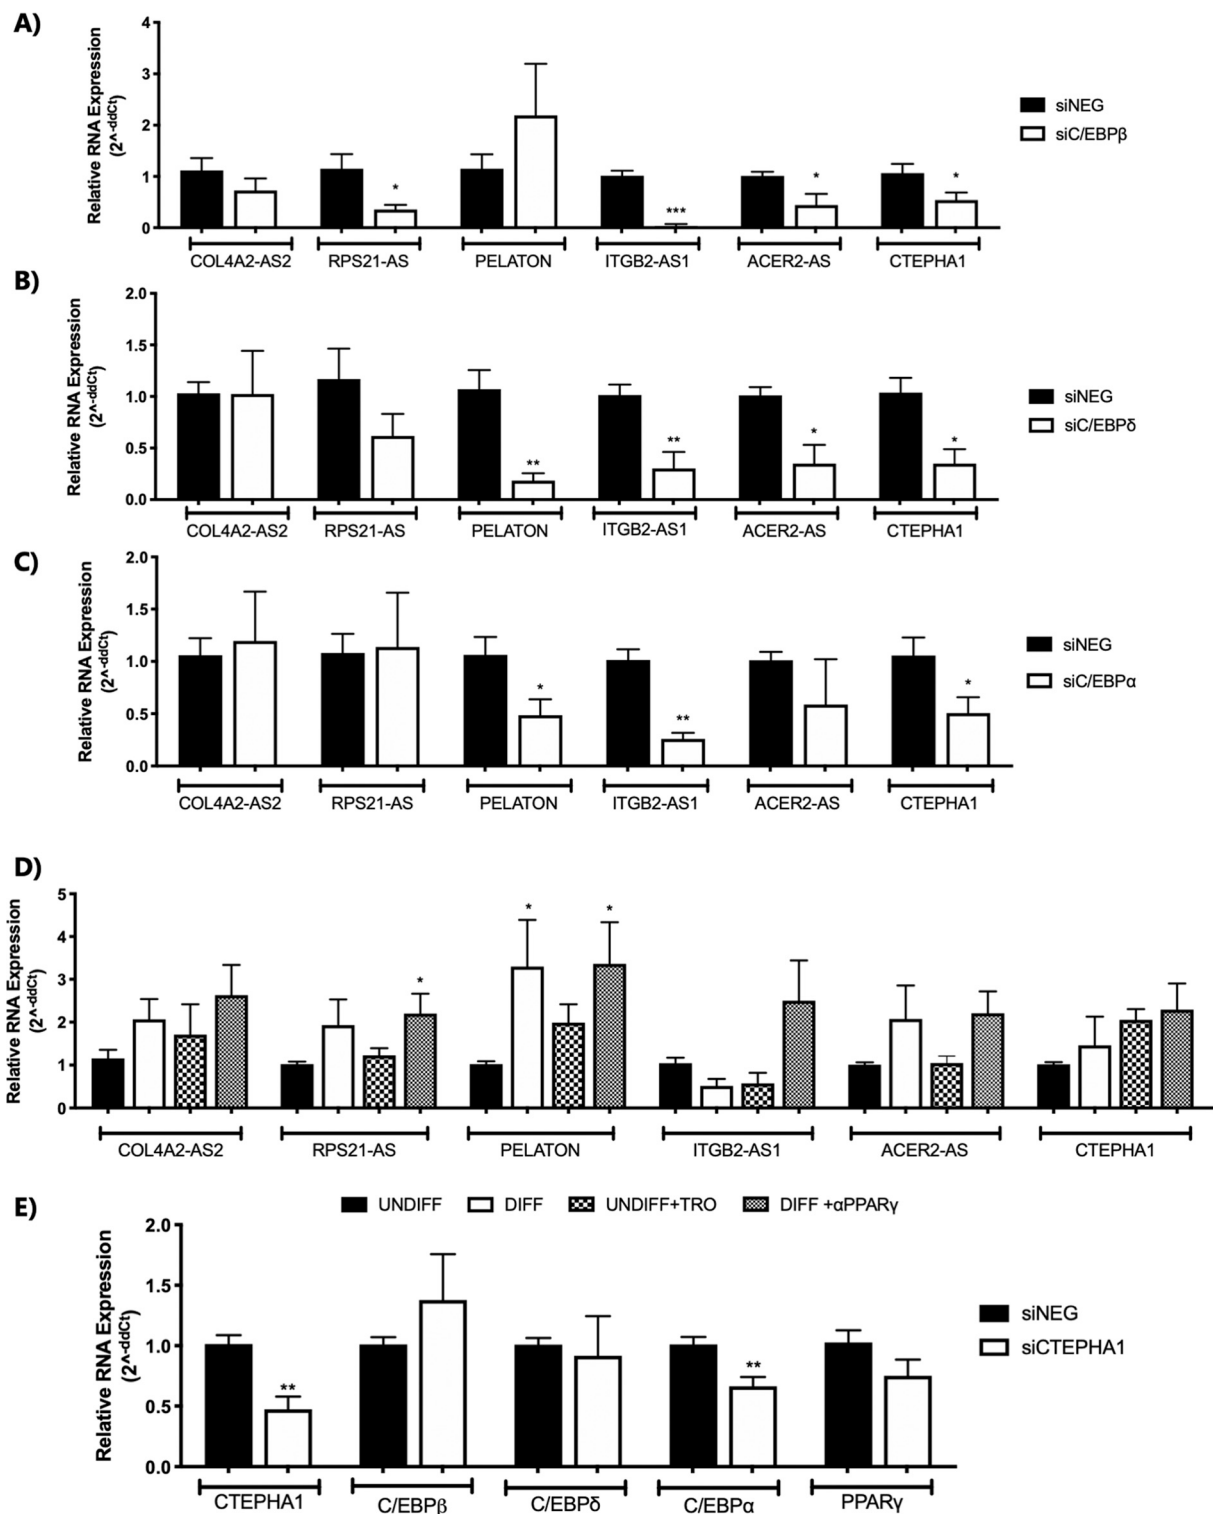 A)
Relative RNA Expression
(2^-ddCt)
4
3
2
1
0
*
***
*
*
siNEG
siC/EBPβ
COL4A2-AS2 RPS21-AS PELATON ITGB2-AS1 ACER2-AS CTEPHA1
B)
Relative RNA Expression
(2^-ddCt)
2.0
1.5
1.0
0.5
0.0
**
**
*
*
siNEG
siC/EBPδ
COL4A2-AS2 RPS21-AS PELATON ITGB2-AS1 ACER2-AS CTEPHA1
C)
Relative RNA Expression
(2^-ddCt)
2.0
1.5
1.0
0.5
0.0
*
**
*
siNEG
siC/EBPα
COL4A2-AS2 RPS21-AS PELATON ITGB2-AS1 ACER2-AS CTEPHA1
D)
Relative RNA Expression
(2^-ddCt)
5
4
3
2
1
0
*
*
*
COL4A2-AS2 RPS21-AS PELATON ITGB2-AS1 ACER2-AS CTEPHA1
UNDIFF DIFF UNDIFF+TRO DIFF +αPPARγ
E)
Relative RNA Expression
(2^-ddCt)
2.0
1.5
1.0
0.5
0.0
**
**
siNEG
siCTEPHA1
CTEPHA1 C/EBPβ C/EBPδ C/EBPα PPARγ